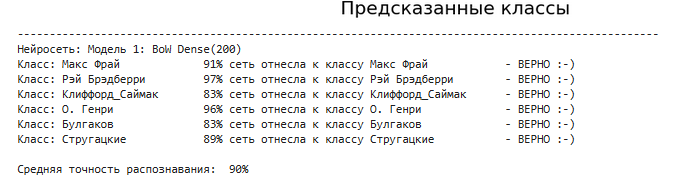 Предсказанные классы
--------------------------------------------------------------------------------------------------
Нейросеть: Модель 1: BoW Dense(200)
Класс: Макс Фрай 91% сеть отнесла к классу Макс Фрай - ВЕРНО :-)
Класс: Рэй Брэдберри 97% сеть отнесла к классу Рэй Брэдберри - ВЕРНО :-)
Класс: Клиффорд_Саймак 83% сеть отнесла к классу Клиффорд_Саймак - ВЕРНО :-)
Класс: О. Генри 96% сеть отнесла к классу О. Генри - ВЕРНО :-)
Класс: Булгаков 83% сеть отнесла к классу Булгаков - ВЕРНО :-)
Класс: Стругацкие 89% сеть отнесла к классу Стругацкие - ВЕРНО :-)
Средняя точность распознавания: 90%